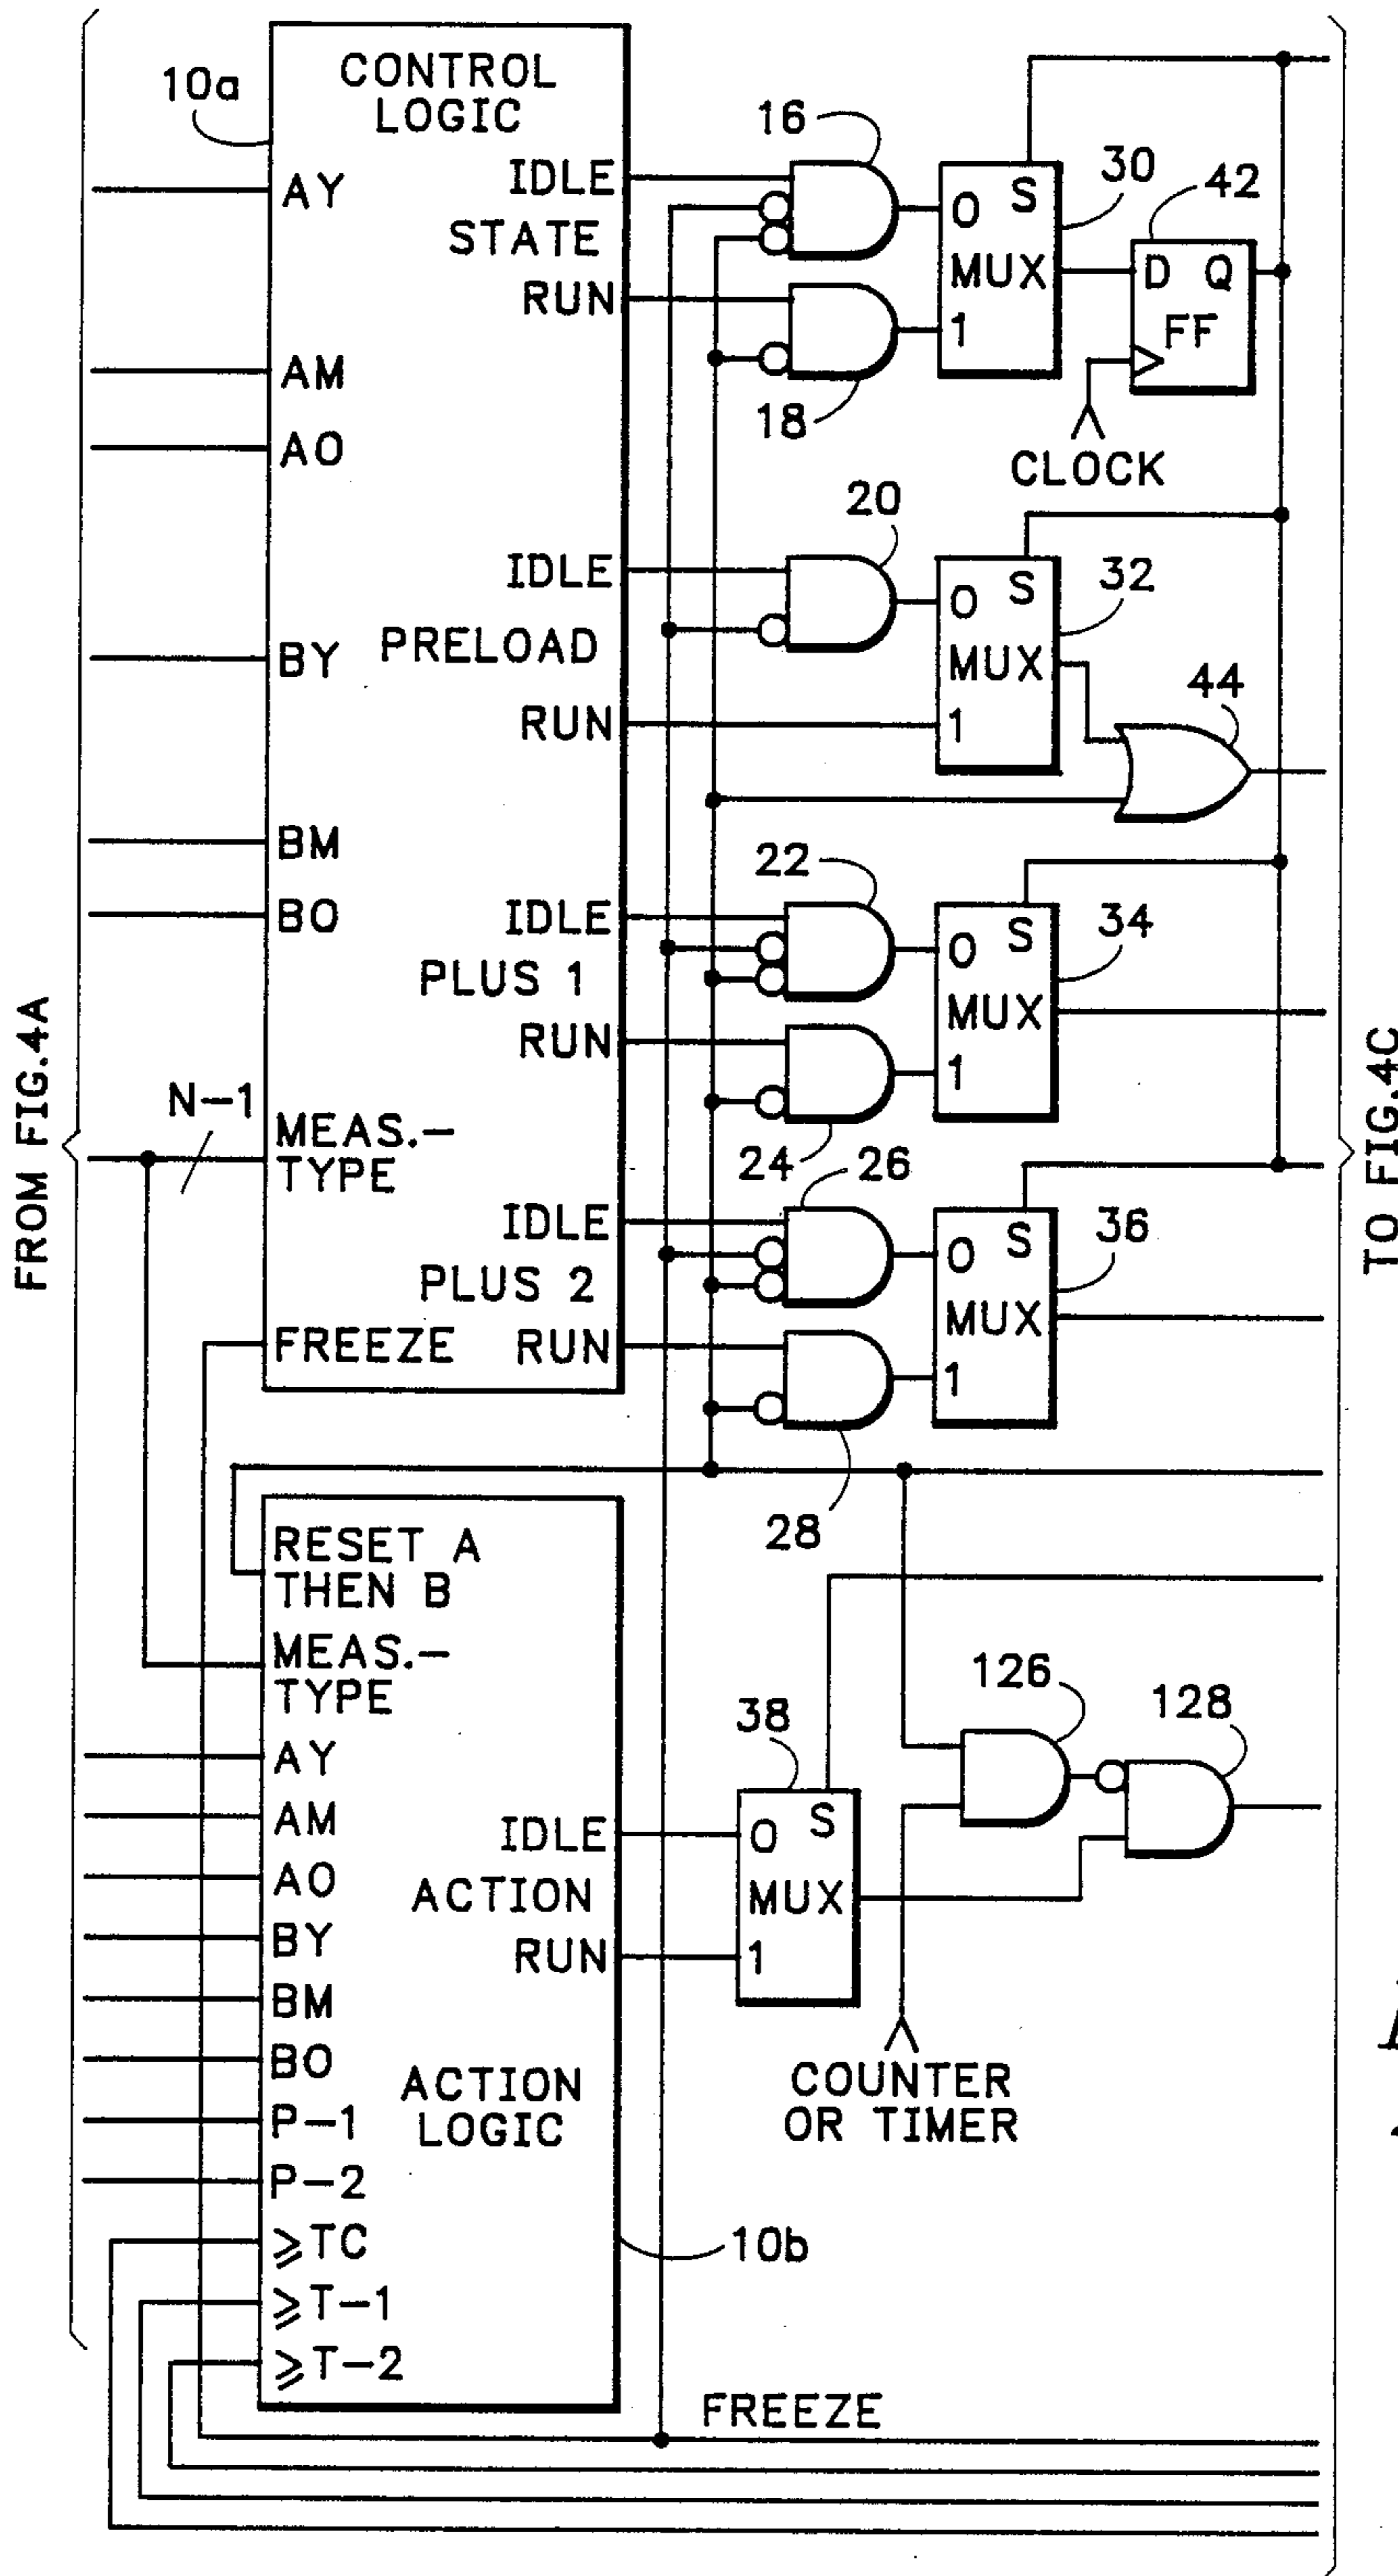 CONTROL
LOGIC
10a
16
AY
IDLE
0
S
30
42
STATE
MUX
D
Q
RUN
1
FF
AM
18
AO
CLOCK
20
IDLE
0
S
32
BY
PRELOAD
MUX
44
RUN
1
BM
22
BO
IDLE
0
S
34
PLUS 1
MUX
RUN
1
N-1
MEAS.-
TYPE
24
26
IDLE
0
S
36
PLUS 2
MUX
FREEZE
RUN
1
28
FROM FIG.4A
TO FIG.4C
RESET A
THEN B
MEAS.-
TYPE
126
128
38
AY
AM
IDLE
0
S
AO
ACTION
MUX
BY
RUN
1
BM
BO
ACTION
LOGIC
COUNTER
OR TIMER
P-1
P-2
≥TC
10b
≥T-1
≥T-2
FREEZE